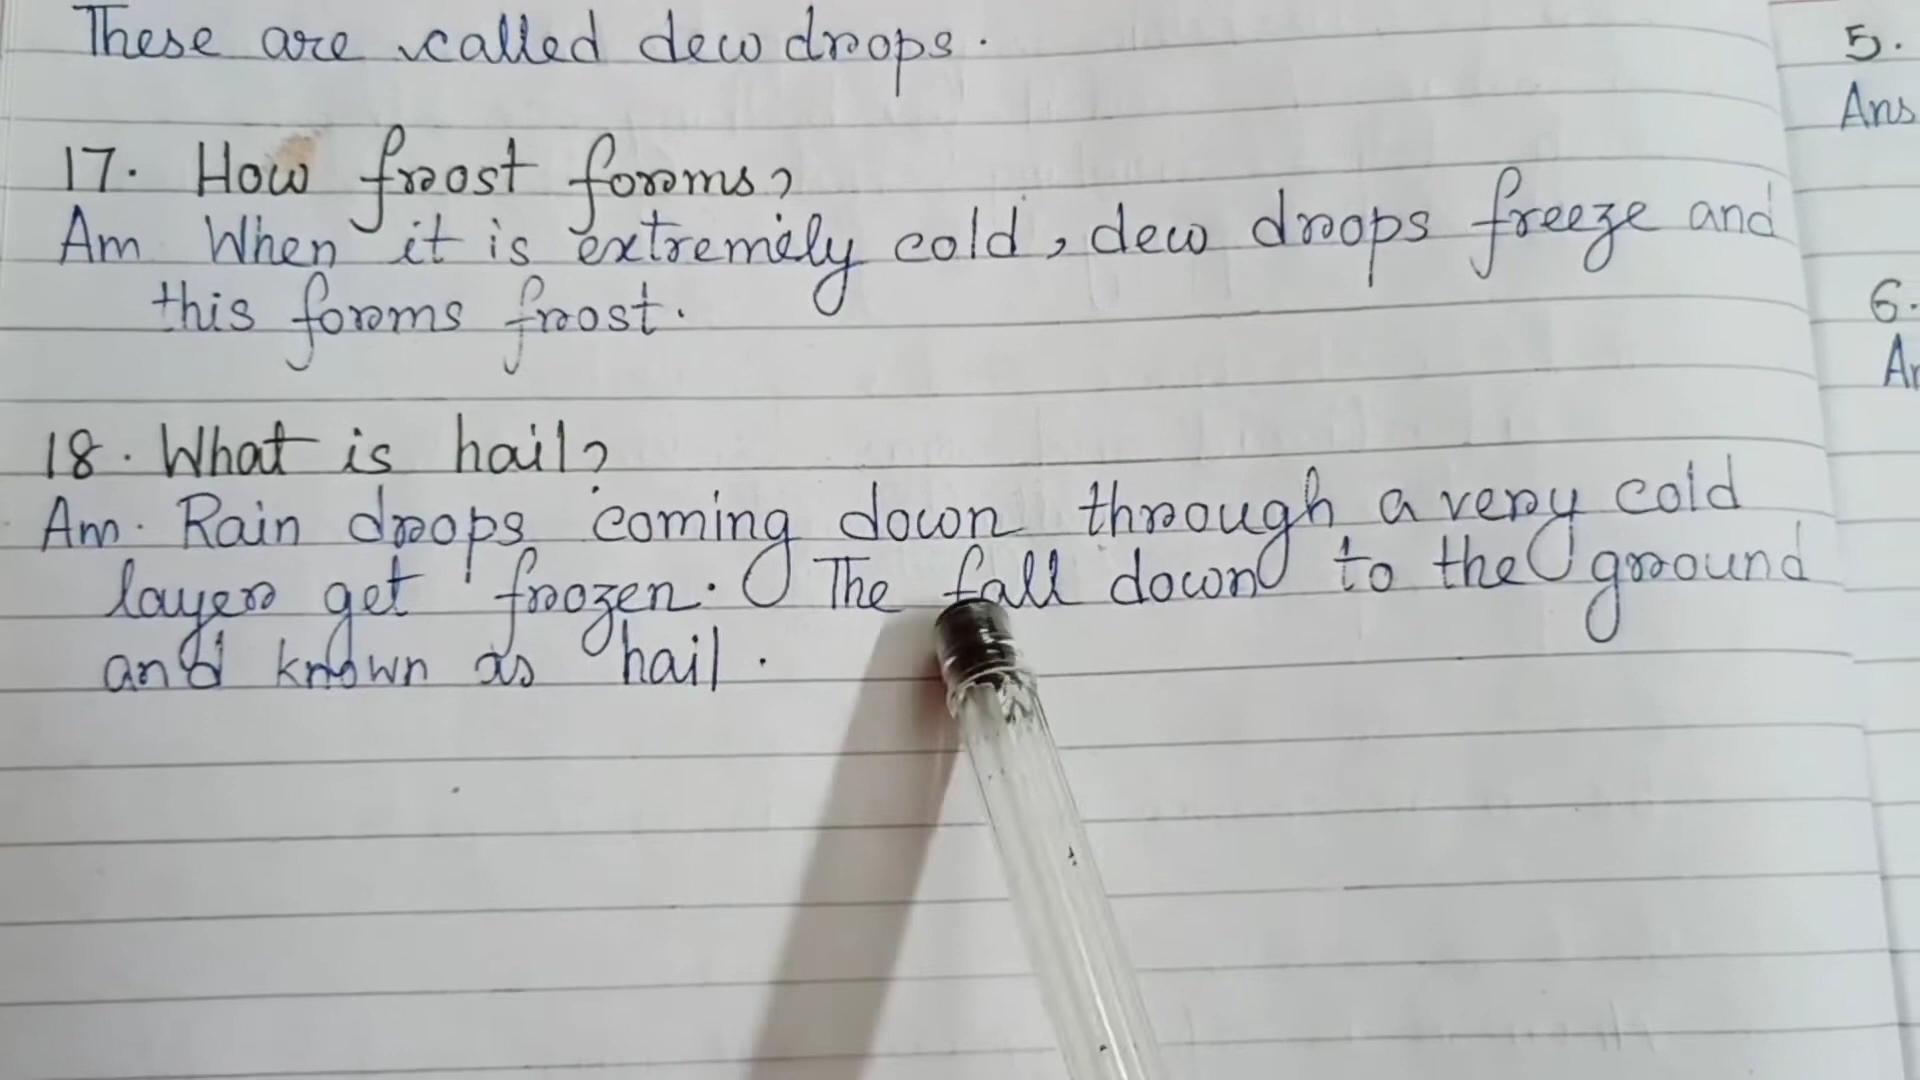 These are called dew drops.
17. How frost forms?
Ans When it is extremely cold, dew drops freeze and
this forms frost.
18. What is hail?
Ans. Rain drops coming down through a very cold
layer get frozen. The fall down to the ground
and known as hail.
5.
Ans
6.